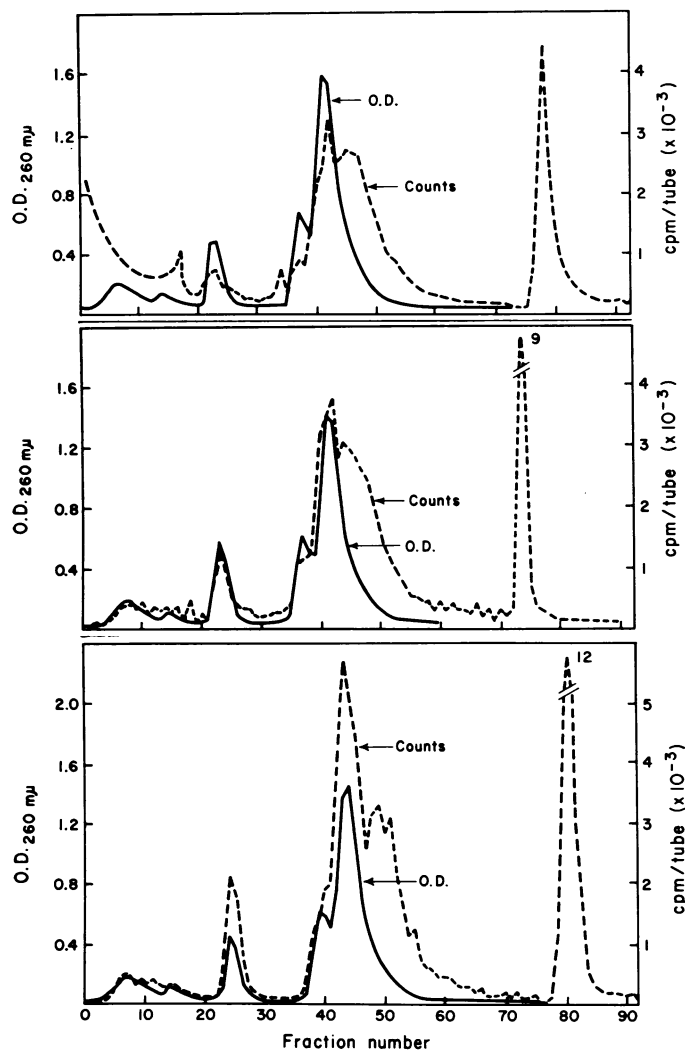 1.6
1.2
0.8
0.4
O.D.260 mμ
O.D.
Counts
4
3
2
1
cpm/tube (x 10-3)
9
1.6
1.2
0.8
0.4
O.D.260 mμ
Counts
O.D.
4
3
2
1
cpm/tube (x 10-3)
12
2.0
1.6
1.2
0.8
0.4
O.D.260 mμ
Counts
O.D.
5
4
3
2
1
cpm/tube (x 10-3)
0 10 20 30 40 50 60 70 80 90
Fraction number